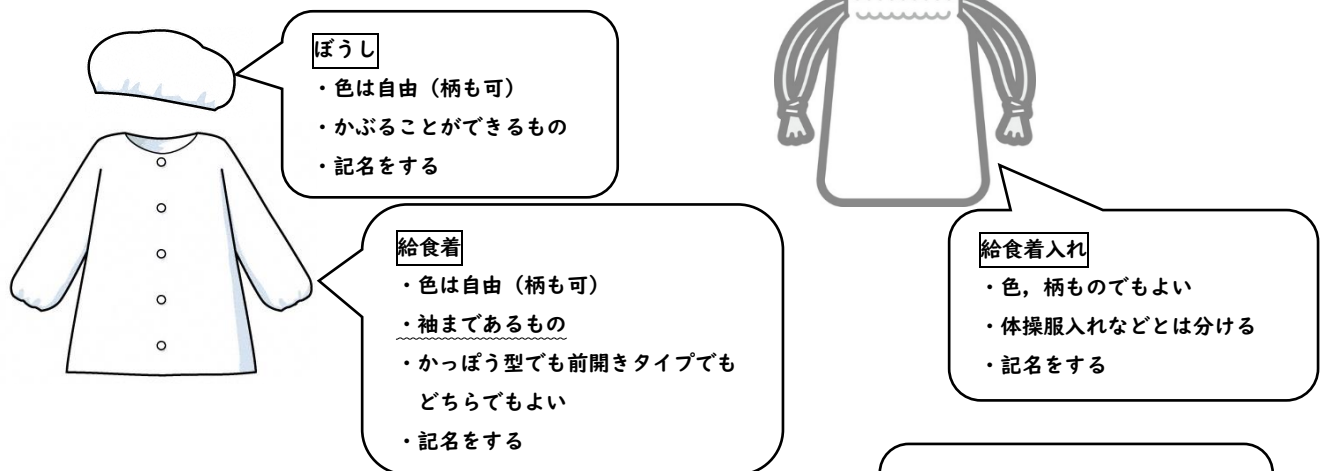 ぼうし
・色は自由（柄も可）
・かぶることができるもの
・記名をする
給食着
・色は自由（柄も可）
・袖まであるもの
・かっぽう型でも前開きタイプでも
どちらでもよい
・記名をする
給食着入れ
・色，柄ものでもよい
・体操服入れなどとは分ける
・記名をする